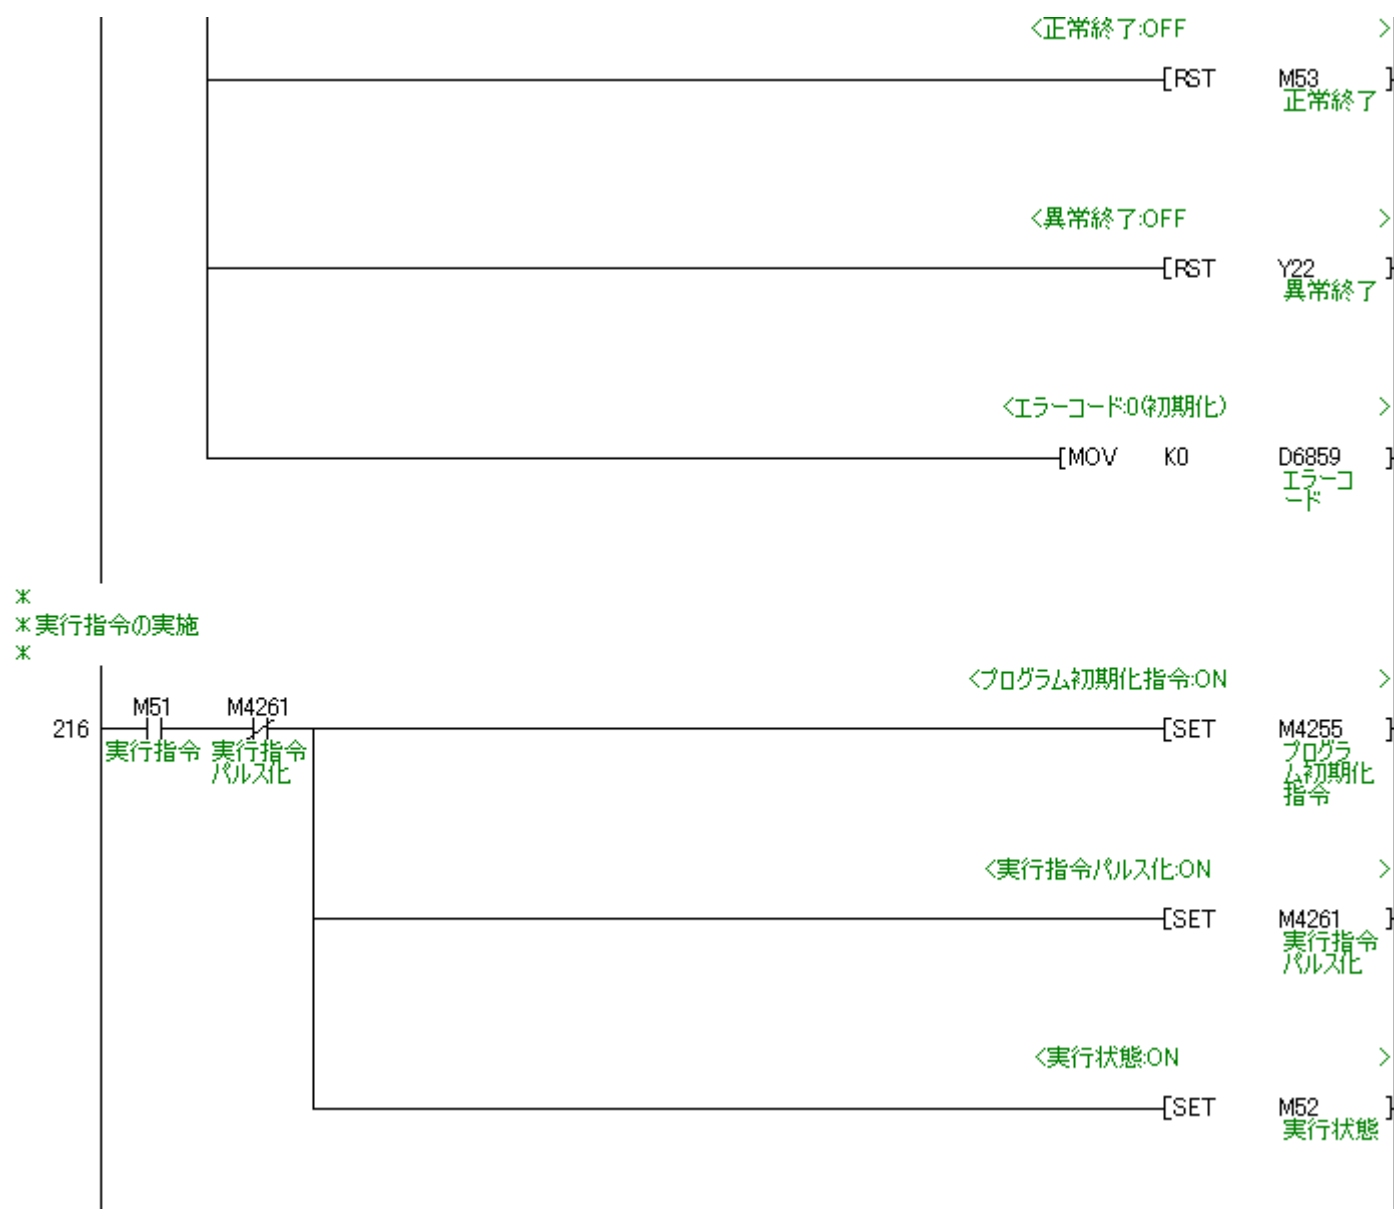 <正常終了:OFF >
[RST M53 ]
正常終了
<異常終了:OFF >
[RST Y22 ]
異常終了
<エラーコード:0(初期化) >
[MOV K0 D6859 ]
エラーコ
ード
*
*実行指令の実施
*
<プログラム初期化指令:ON >
M51 M4261
216 [SET M4255 ]
実行指令 実行指令 プログラ
パルス化 ム初期化
指令
<実行指令パルス化:ON >
[SET M4261 ]
実行指令
パルス化
<実行状態:ON >
[SET M52 ]
実行状態